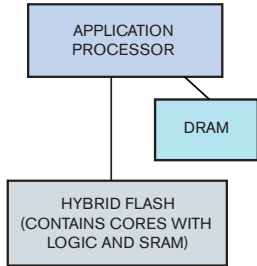 APPLICATION
PROCESSOR
DRAM
HYBRID FLASH
(CONTAINS CORES WITH
LOGIC AND SRAM)